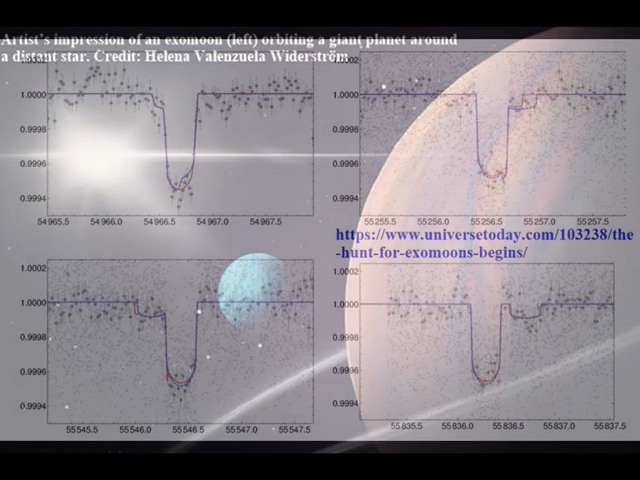 Artist's impression of an exomoon (left) orbiting a giant planet around
a distant star. Credit: Helena Valenzuela Widerström
1.0002
1.0000
0.9998
0.9996
0.9994
54965.5 54966.0 54966.5 54967.0 54967.5
1.0002
1.0000
0.9998
0.9996
0.9994
55255.5 55256.0 55256.5 55257.0 55257.5
https://www.universetoday.com/103238/the
-hunt-for-exomoons-begins/
1.0002
1.0000
0.9998
0.9996
0.9994
55545.5 55546.0 55546.5 55547.0 55547.5
1.0002
1.0000
0.9998
0.9996
0.9994
55835.5 55836.0 55836.5 55837.0 55837.5